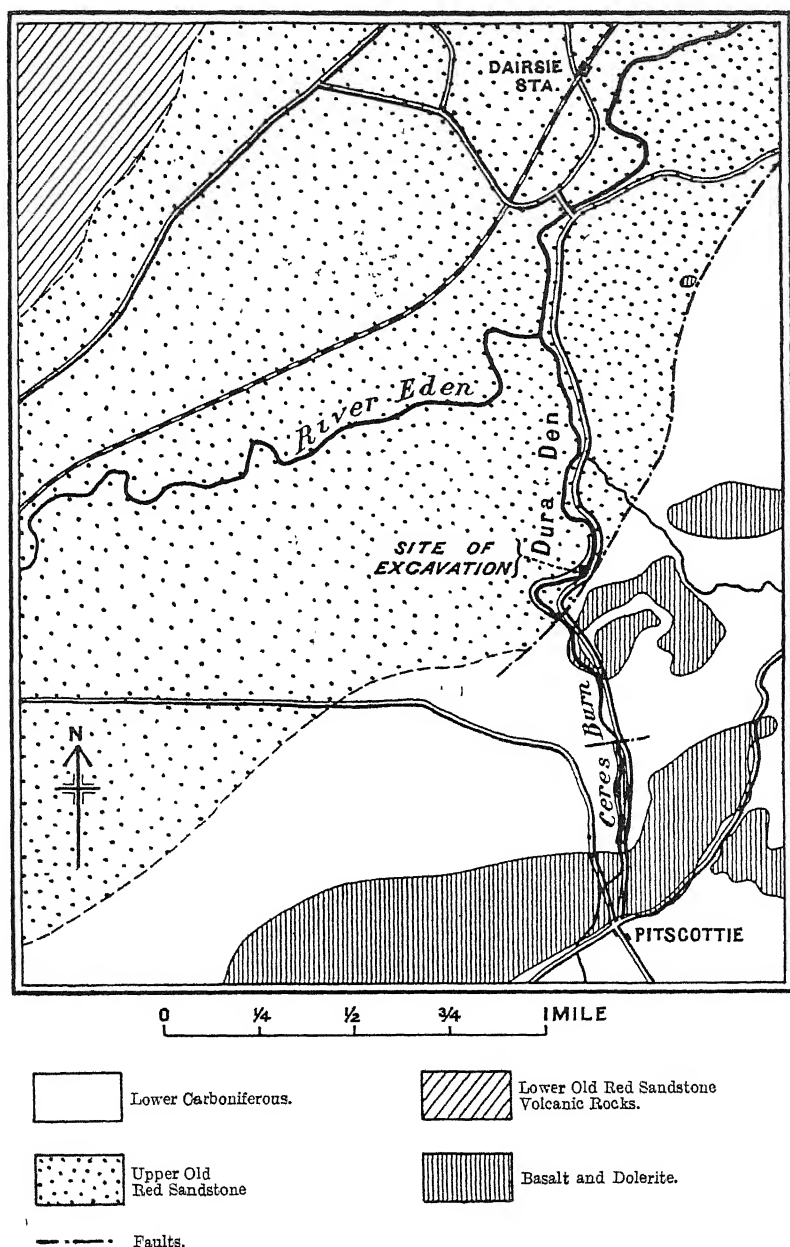 DAIRSIE
STA.
River Eden
Dura Den
SITE OF
EXCAVATION
N
Ceres Burn
PITSCOTTIE
0 ¼ ½ ¾ 1MILE
Lower Carboniferous.
Lower Old Red Sandstone
Volcanic Rocks.
Upper Old
Red Sandstone
Basalt and Dolerite.
Faults.